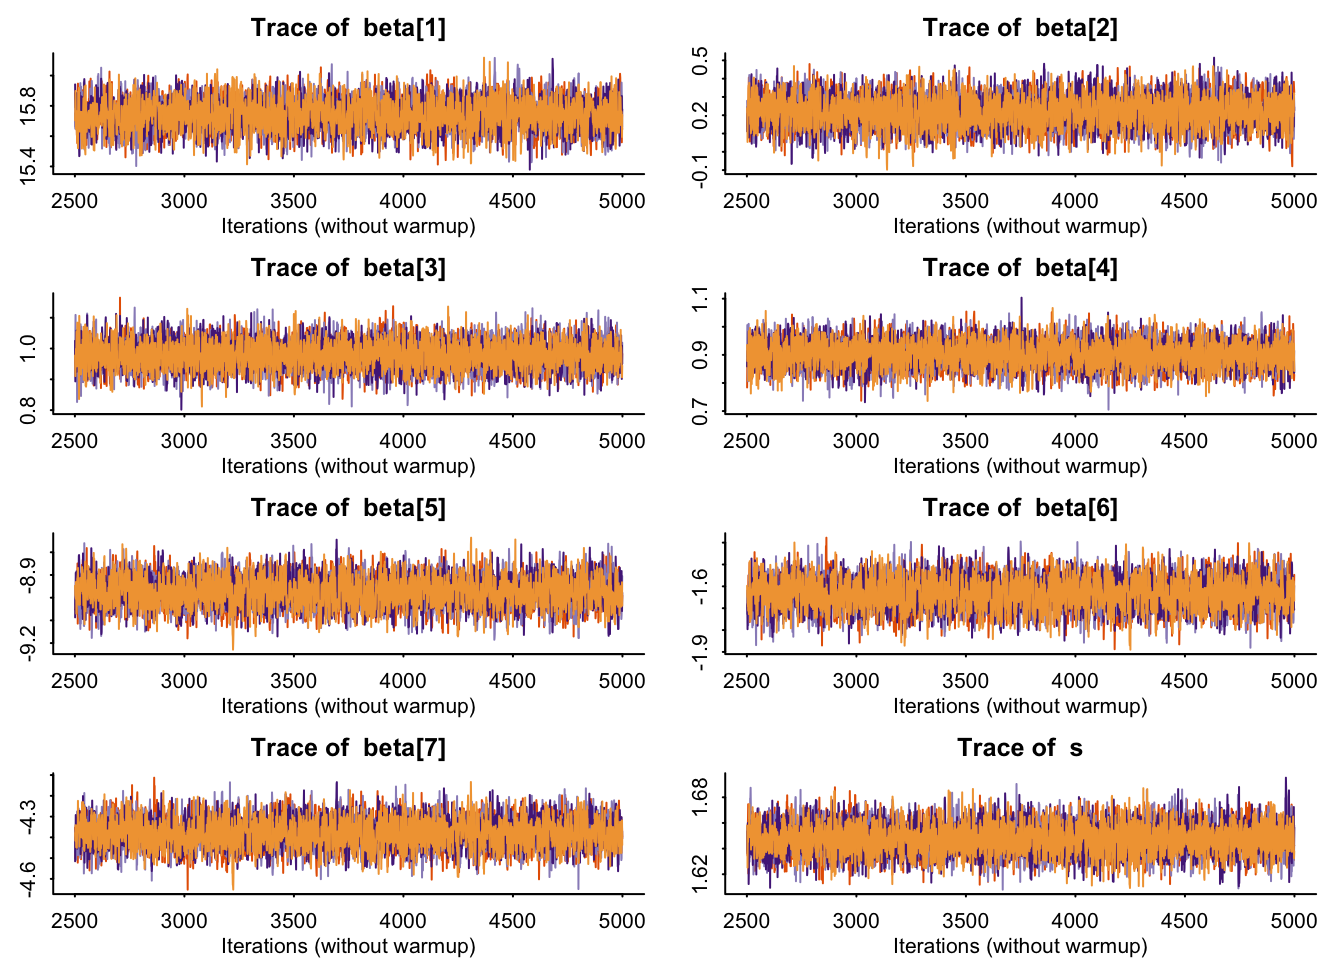 Trace of beta[1]
15.8
15.4
2500 3000 3500 4000 4500 5000
Iterations (without warmup)
Trace of beta[2]
0.5
0.2
-0.1
2500 3000 3500 4000 4500 5000
Iterations (without warmup)
Trace of beta[3]
1.0
0.8
2500 3000 3500 4000 4500 5000
Iterations (without warmup)
Trace of beta[4]
1.1
0.9
0.7
2500 3000 3500 4000 4500 5000
Iterations (without warmup)
Trace of beta[5]
-8.9
-9.2
2500 3000 3500 4000 4500 5000
Iterations (without warmup)
Trace of beta[6]
-1.6
-1.9
2500 3000 3500 4000 4500 5000
Iterations (without warmup)
Trace of beta[7]
-4.3
-4.6
2500 3000 3500 4000 4500 5000
Iterations (without warmup)
Trace of s
1.68
1.62
2500 3000 3500 4000 4500 5000
Iterations (without warmup)